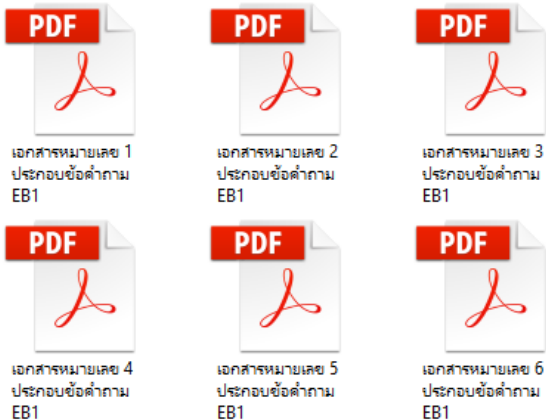 PDF PDF PDF
เอกสารหมายเลข 1 เอกสารหมายเลข 2 เอกสารหมายเลข 3
ประกอบข้อคำถาม ประกอบข้อคำถาม ประกอบข้อคำถาม
EB1 EB1 EB1
PDF PDF PDF
เอกสารหมายเลข 4 เอกสารหมายเลข 5 เอกสารหมายเลข 6
ประกอบข้อคำถาม ประกอบข้อคำถาม ประกอบข้อคำถาม
EB1 EB1 EB1